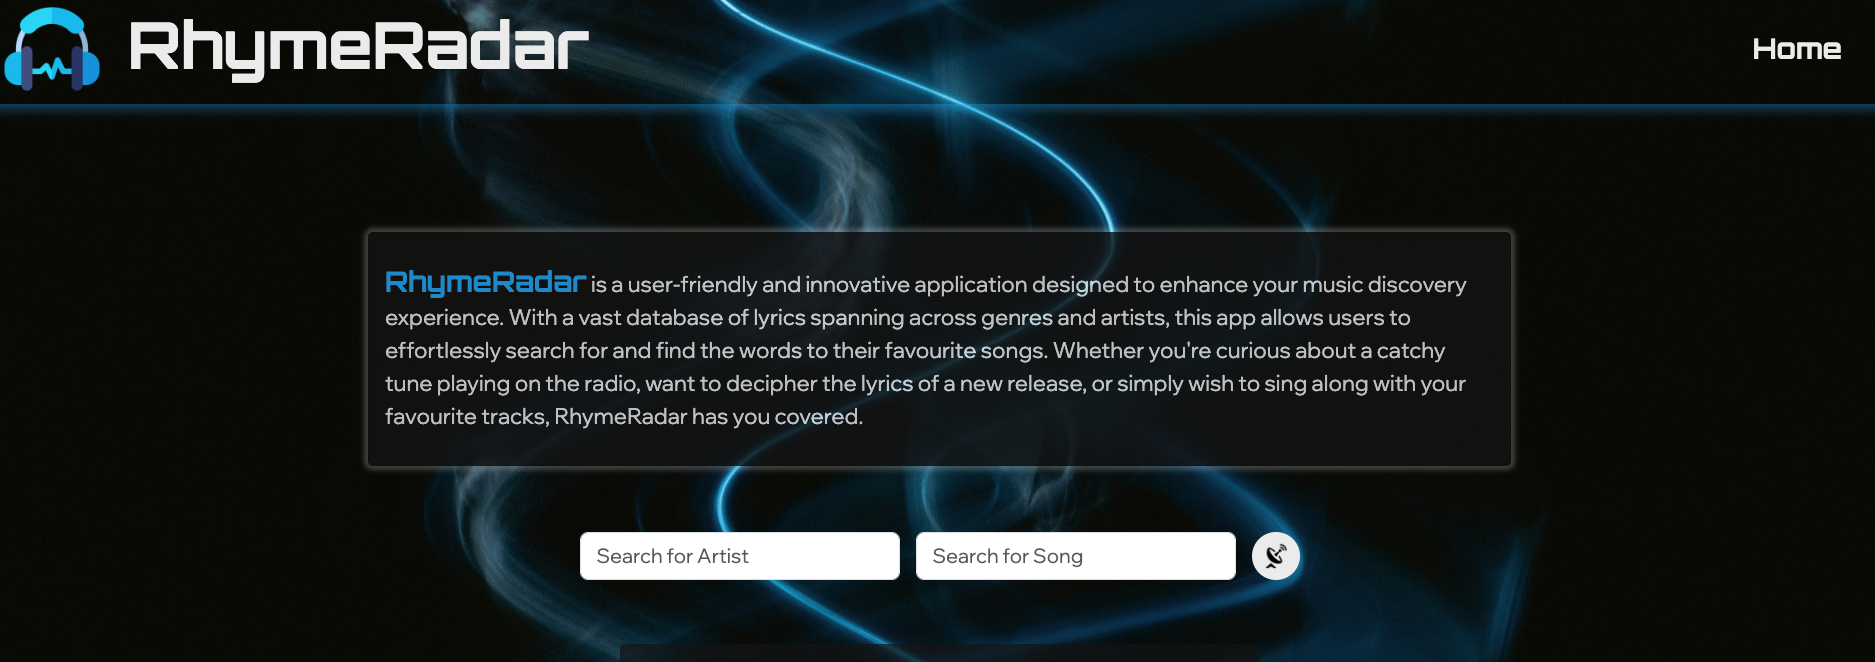 RhymeRadar
Home
RhymeRadar is a user-friendly and innovative application designed to enhance your music discovery
experience. With a vast database of lyrics spanning across genres and artists, this app allows users to
effortlessly search for and find the words to their favourite songs. Whether you're curious about a catchy
tune playing on the radio, want to decipher the lyrics of a new release, or simply wish to sing along with your
favourite tracks, RhymeRadar has you covered.
Search for Artist
Search for Song